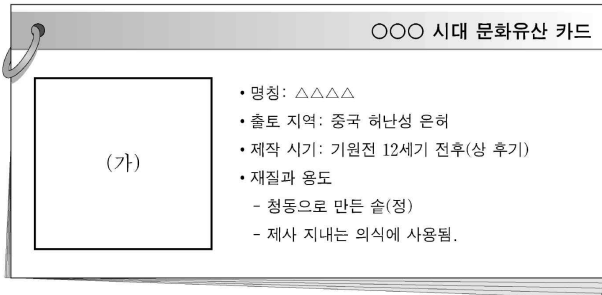 ○○○ 시대 문화유산 카드
(가)
• 명칭: △△△△
• 출토 지역: 중국 허난성 은허
• 제작 시기: 기원전 12세기 전후(상 후기)
• 재질과 용도
- 청동으로 만든 솥(정)
- 제사 지내는 의식에 사용됨.